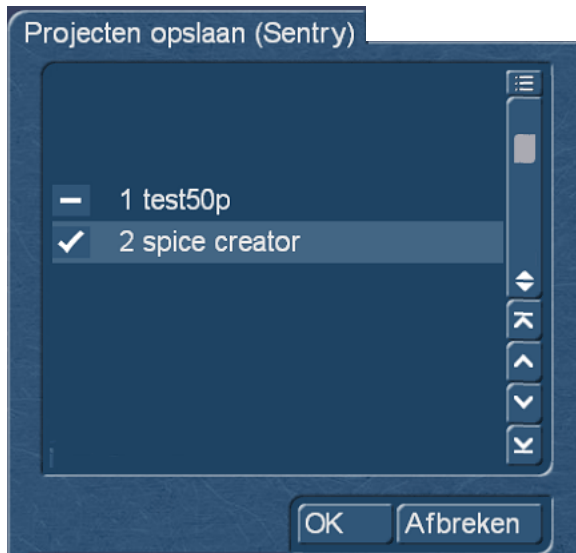 Projecten opslaan (Sentry)
1 test50p
2 spice creator
OK
Afbreken